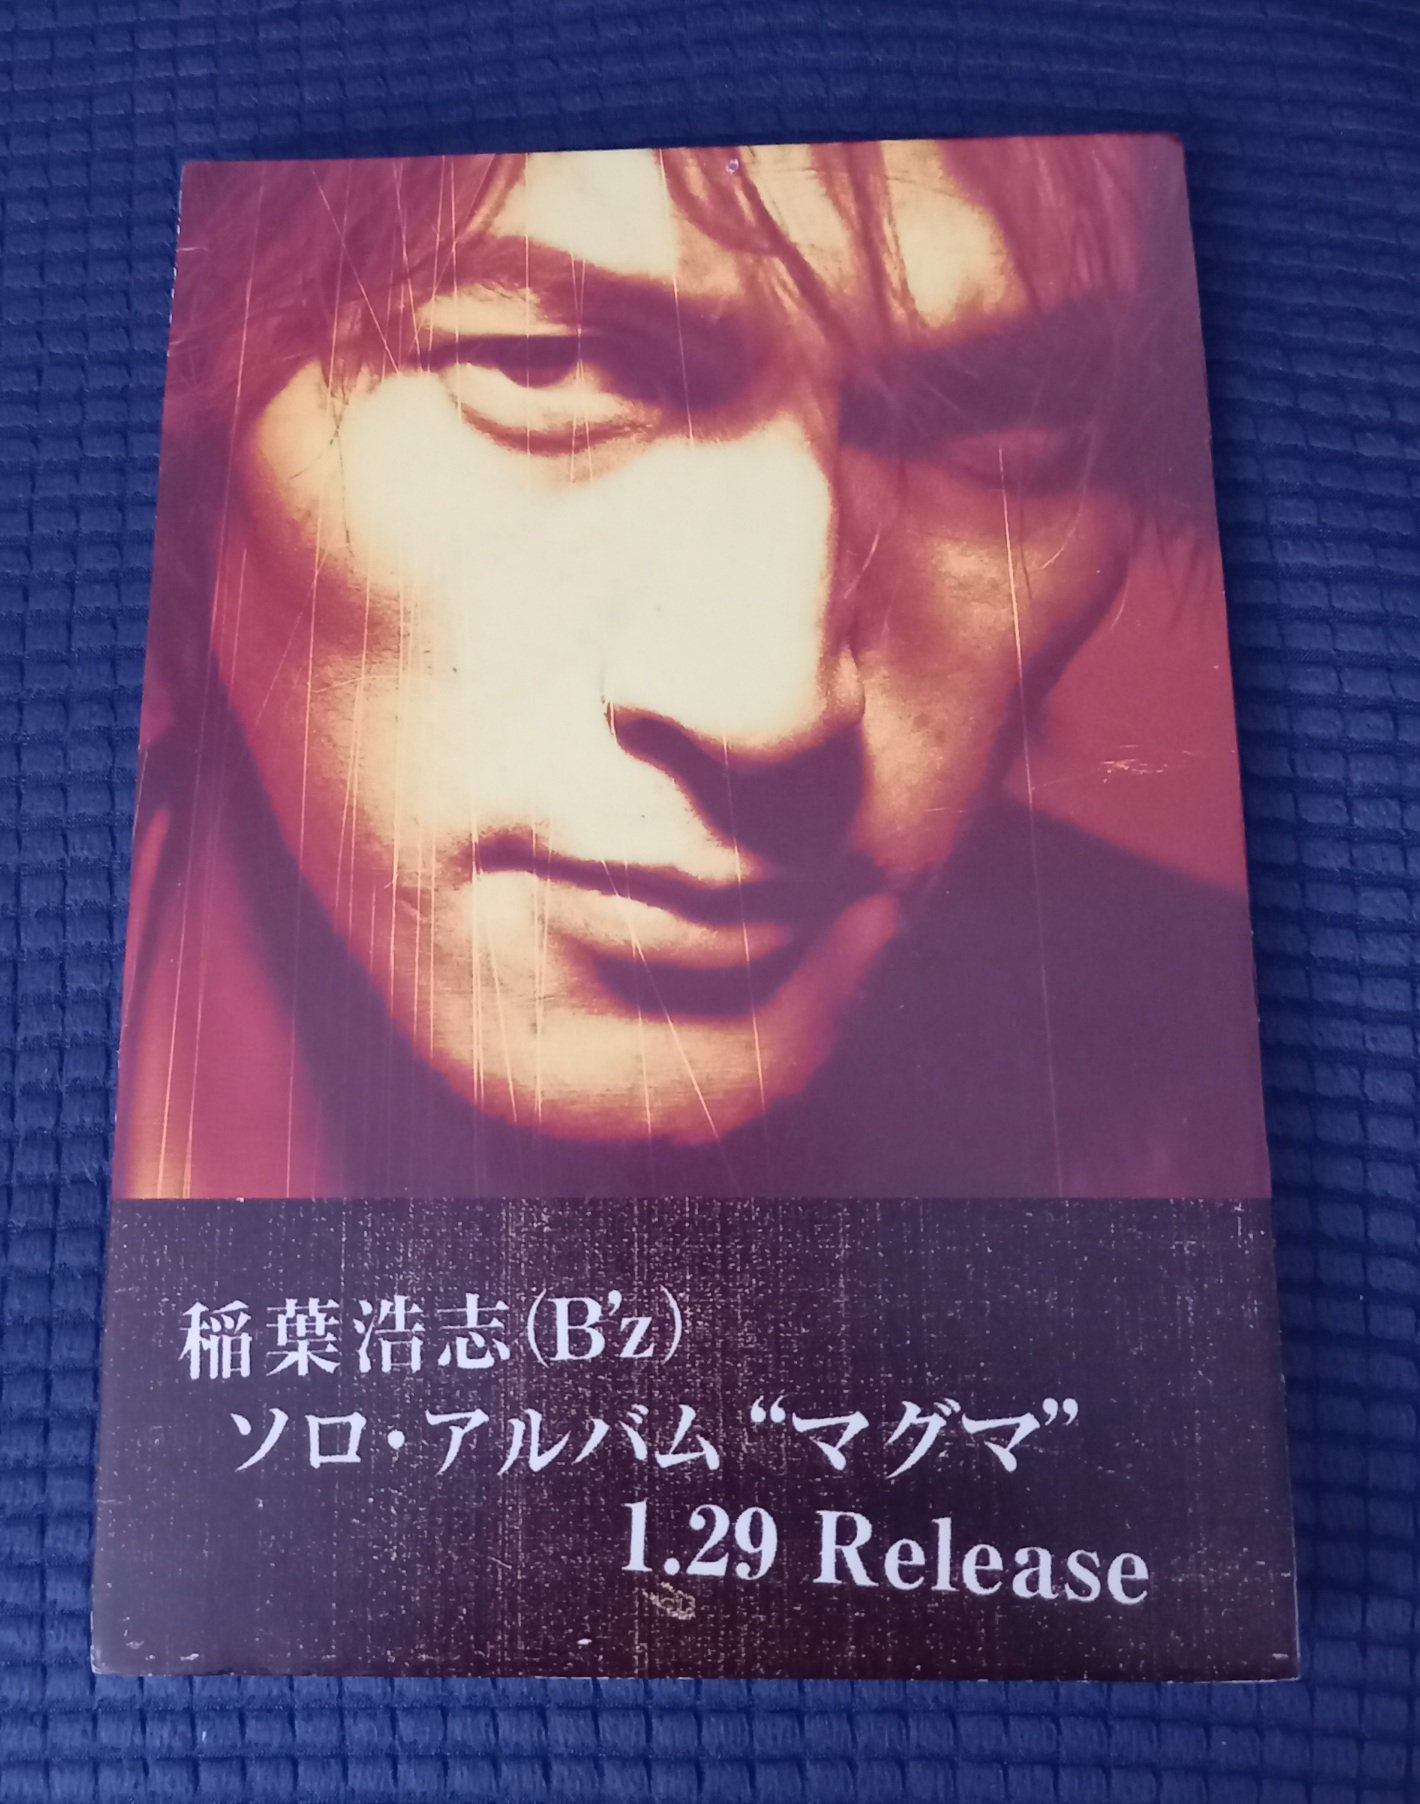 稲葉浩志(B'z)
ソロ・アルバム“マグマ”
1.29 Release